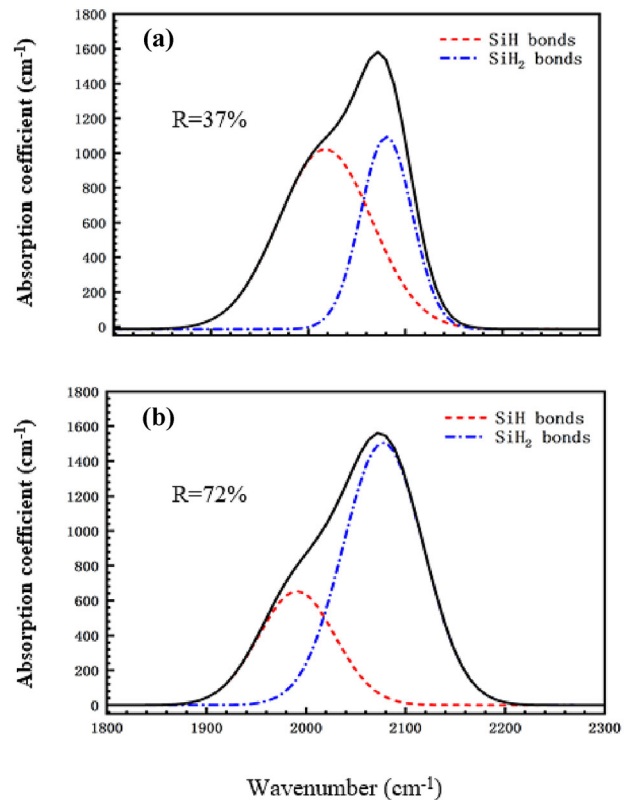 (a)
SiH bonds
SiH₂ bonds
R=37%
Absorption coefficient (cm⁻¹)
1800
1600
1400
1200
1000
800
600
400
200
0
(b)
SiH bonds
SiH₂ bonds
R=72%
Absorption coefficient (cm⁻¹)
1800
1600
1400
1200
1000
800
600
400
200
0
1800 1900 2000 2100 2200 2300
Wavenumber (cm⁻¹)